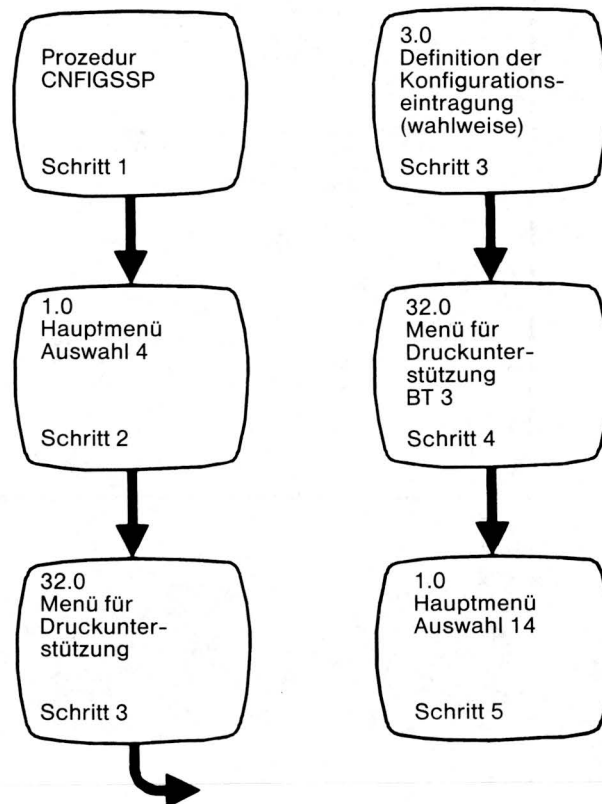 Prozedur
CNFIGSSP
Schritt 1
1.0
Hauptmenü
Auswahl 4
Schritt 2
32.0
Menü für
Druckunter-
stützung
Schritt 3
3.0
Definition der
Konfigurations-
eintragung
(wahlweise)
Schritt 3
32.0
Menü für
Druckunter-
stützung
BT 3
Schritt 4
1.0
Hauptmenü
Auswahl 14
Schritt 5